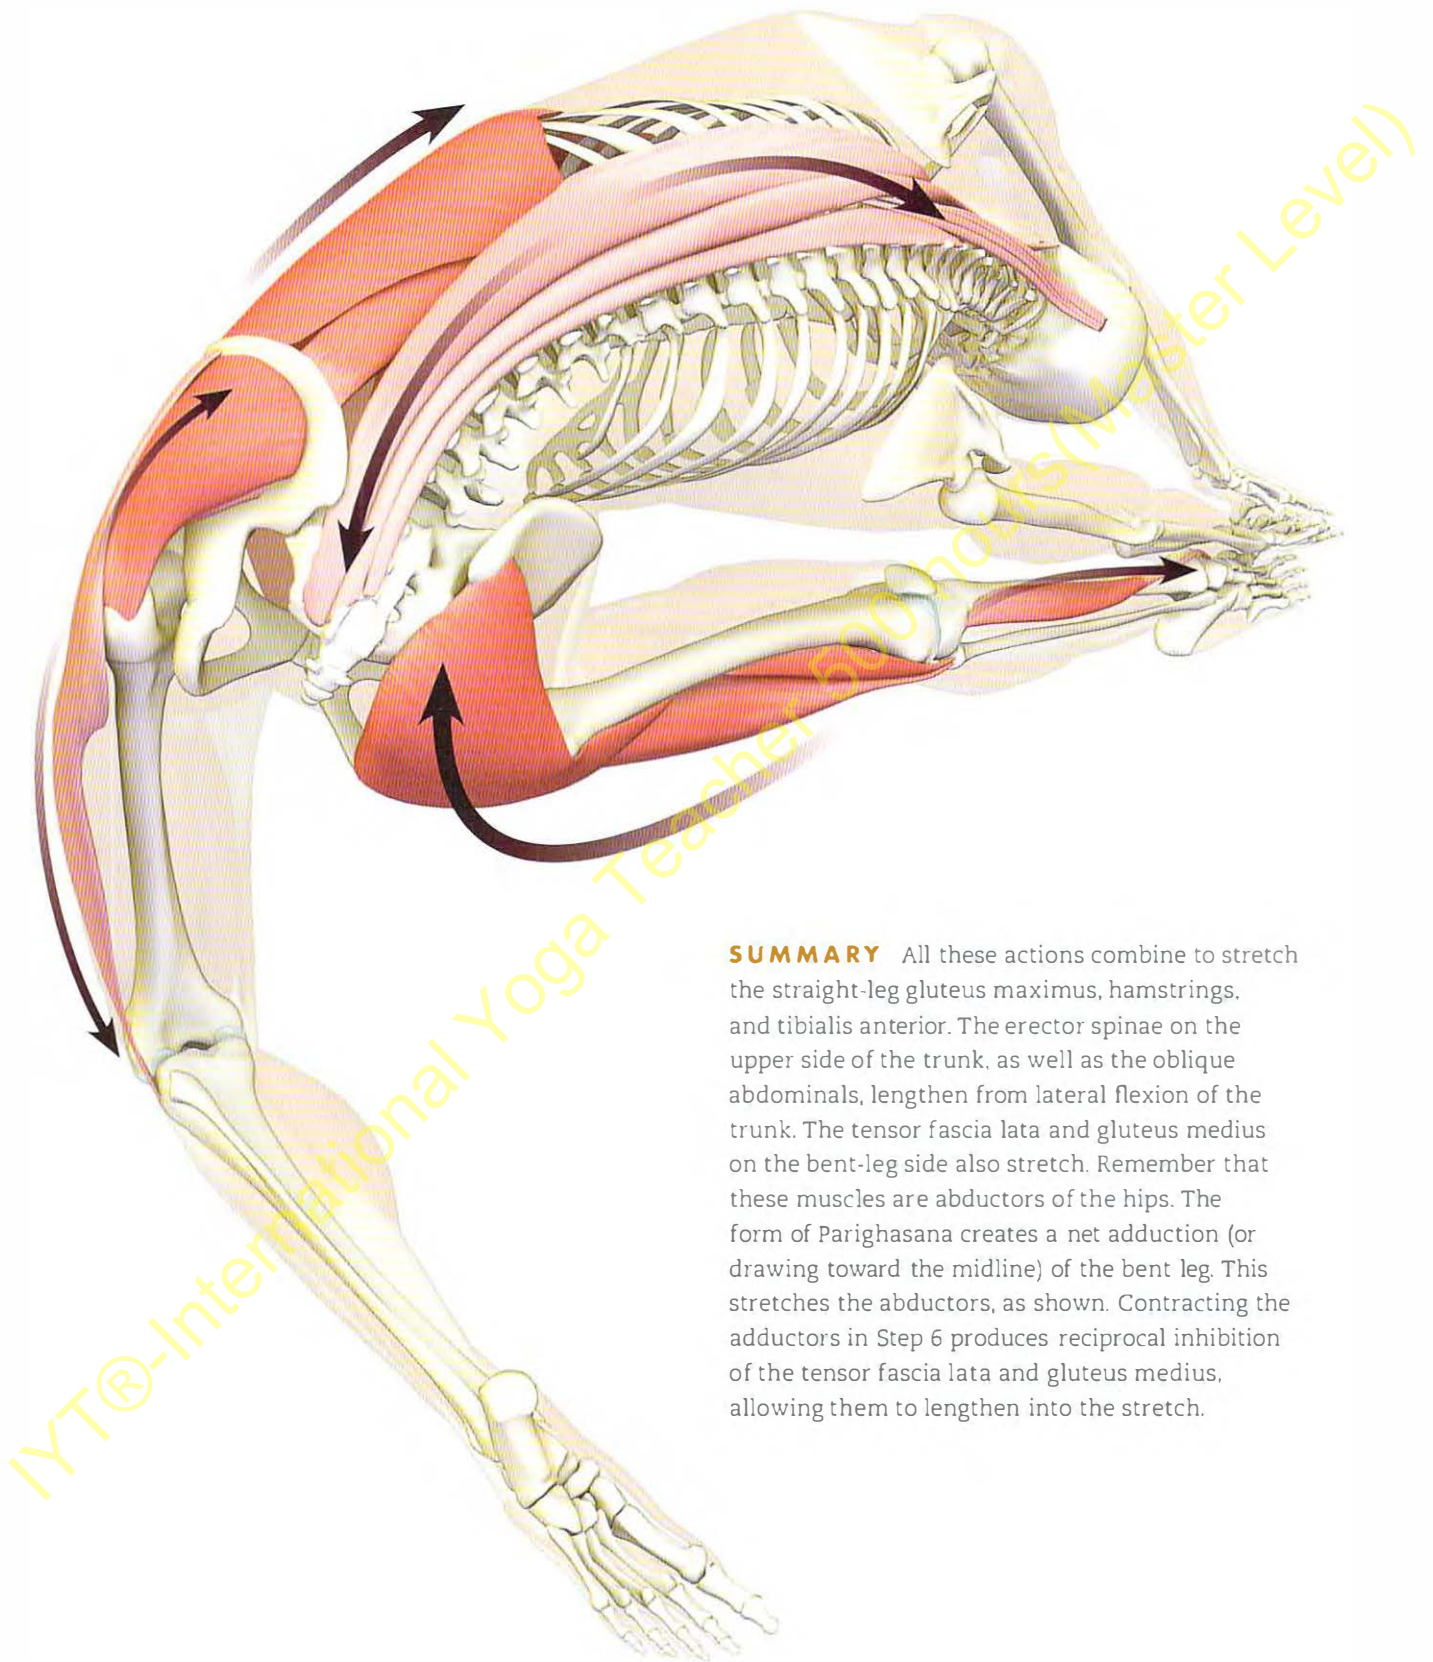 IYT®-International Yoga Teacher 500 hours(Master Level)
SUMMARY All these actions combine to stretch
the straight-leg gluteus maximus, hamstrings,
and tibialis anterior. The erector spinae on the
upper side of the trunk, as well as the oblique
abdominals, lengthen from lateral flexion of the
trunk. The tensor fascia lata and gluteus medius
on the bent-leg side also stretch. Remember that
these muscles are abductors of the hips. The
form of Parighasana creates a net adduction (or
drawing toward the midline) of the bent leg. This
stretches the abductors, as shown. Contracting the
adductors in Step 6 produces reciprocal inhibition
of the tensor fascia lata and gluteus medius,
allowing them to lengthen into the stretch.